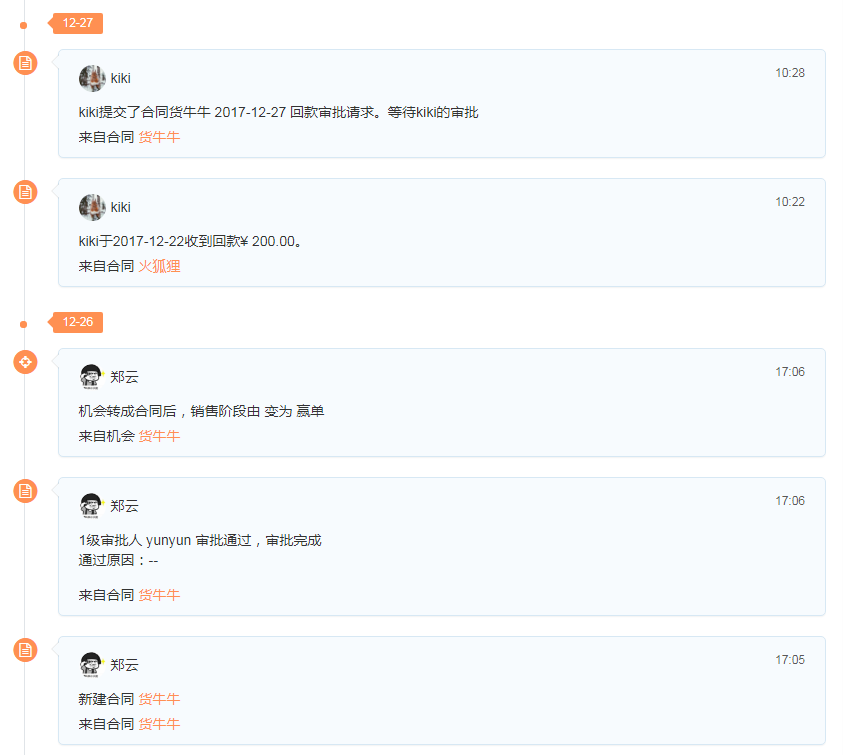 12-27
kiki
10:28
kiki提交了合同货牛牛 2017-12-27 回款审批请求。等待kiki的审批
来自合同 货牛牛
kiki
10:22
kiki于2017-12-22收到回款¥ 200.00。
来自合同 火狐狸
12-26
郑云
17:06
机会转成合同后，销售阶段由 变为 赢单
来自机会 货牛牛
郑云
17:06
1级审批人 yunyun 审批通过，审批完成
通过原因：--
来自合同 货牛牛
郑云
17:05
新建合同 货牛牛
来自合同 货牛牛